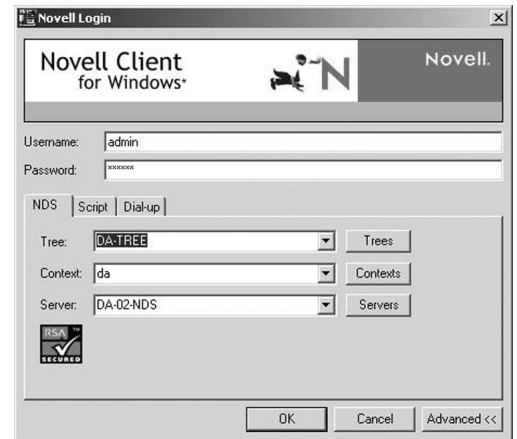 Novell Login
Novell Client
for Windows*
N
Novell.
Username: admin
Password: ××××××
NDS Script Dial-up
Tree: DA-TREE Trees
Context: da Contexts
Server: DA-02-NDS Servers
RSA ™
SECURED
OK Cancel Advanced <<